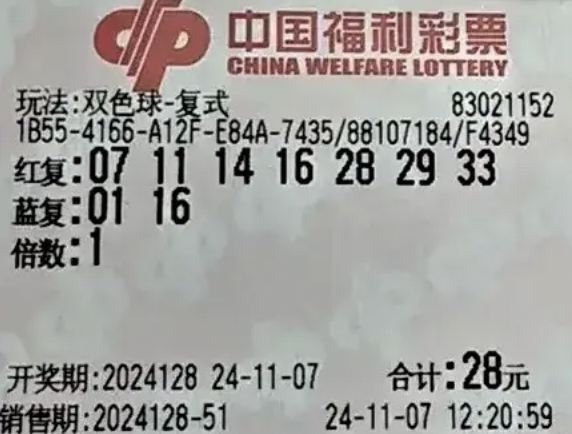 中国福利彩票
CHINA WELFARE LOTTERY
玩法:双色球-复式 83021152
1B55-4166-A12F-E84A-7435/88107184/F4349
红复:07 11 14 16 28 29 33
蓝复:01 16
倍数:1
开奖期:2024128 24-11-07 合计:28元
销售期:2024128-51 24-11-07 12:20:59